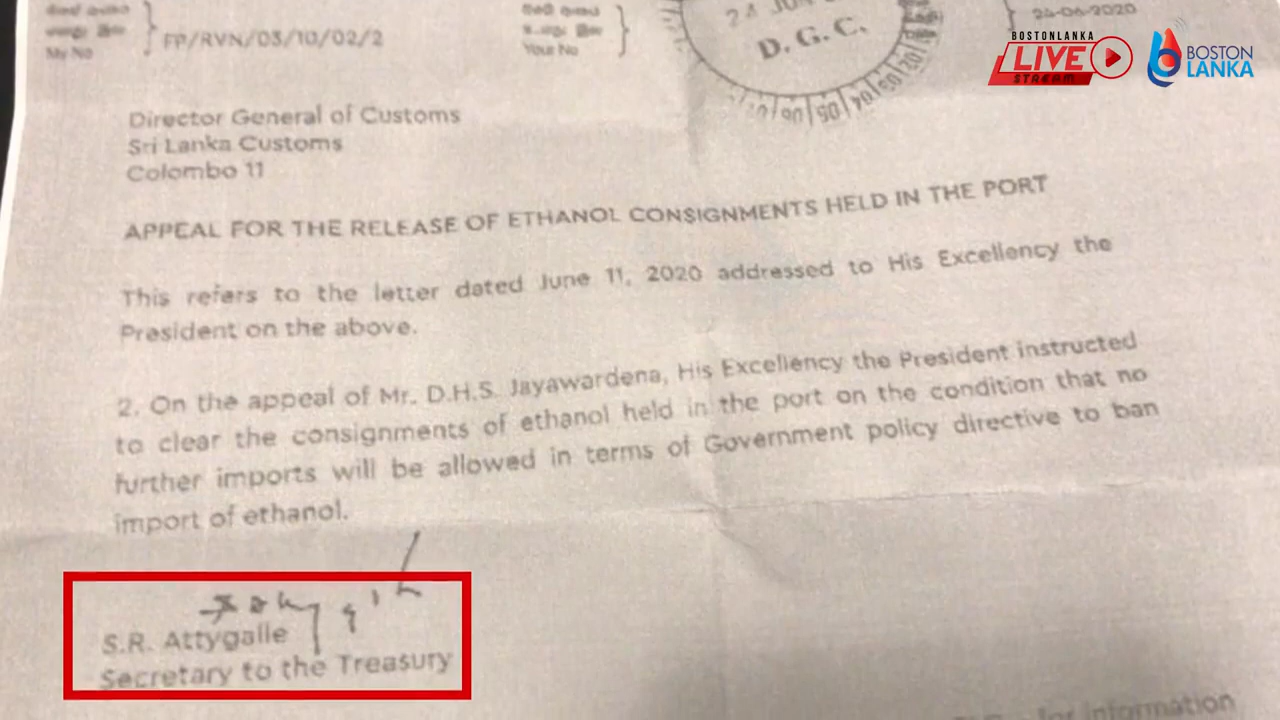 My No
FP/RVN/03/10/02/2
Your No
D. G. C.
24-06-2020
BOSTONLANKA
LIVE
STREAM
BOSTON
LANKA
Director General of Customs
Sri Lanka Customs
Colombo 11
APPEAL FOR THE RELEASE OF ETHANOL CONSIGNMENTS HELD IN THE PORT
This refers to the letter dated June 11, 2020 addressed to His Excellency the
President on the above.
2. On the appeal of Mr. D.H.S. Jayawardena, His Excellency the President instructed
to clear the consignments of ethanol held in the port on the condition that no
further imports will be allowed in terms of Government policy directive to ban
import of ethanol.
S.R. Attygalle
Secretary to the Treasury
for information